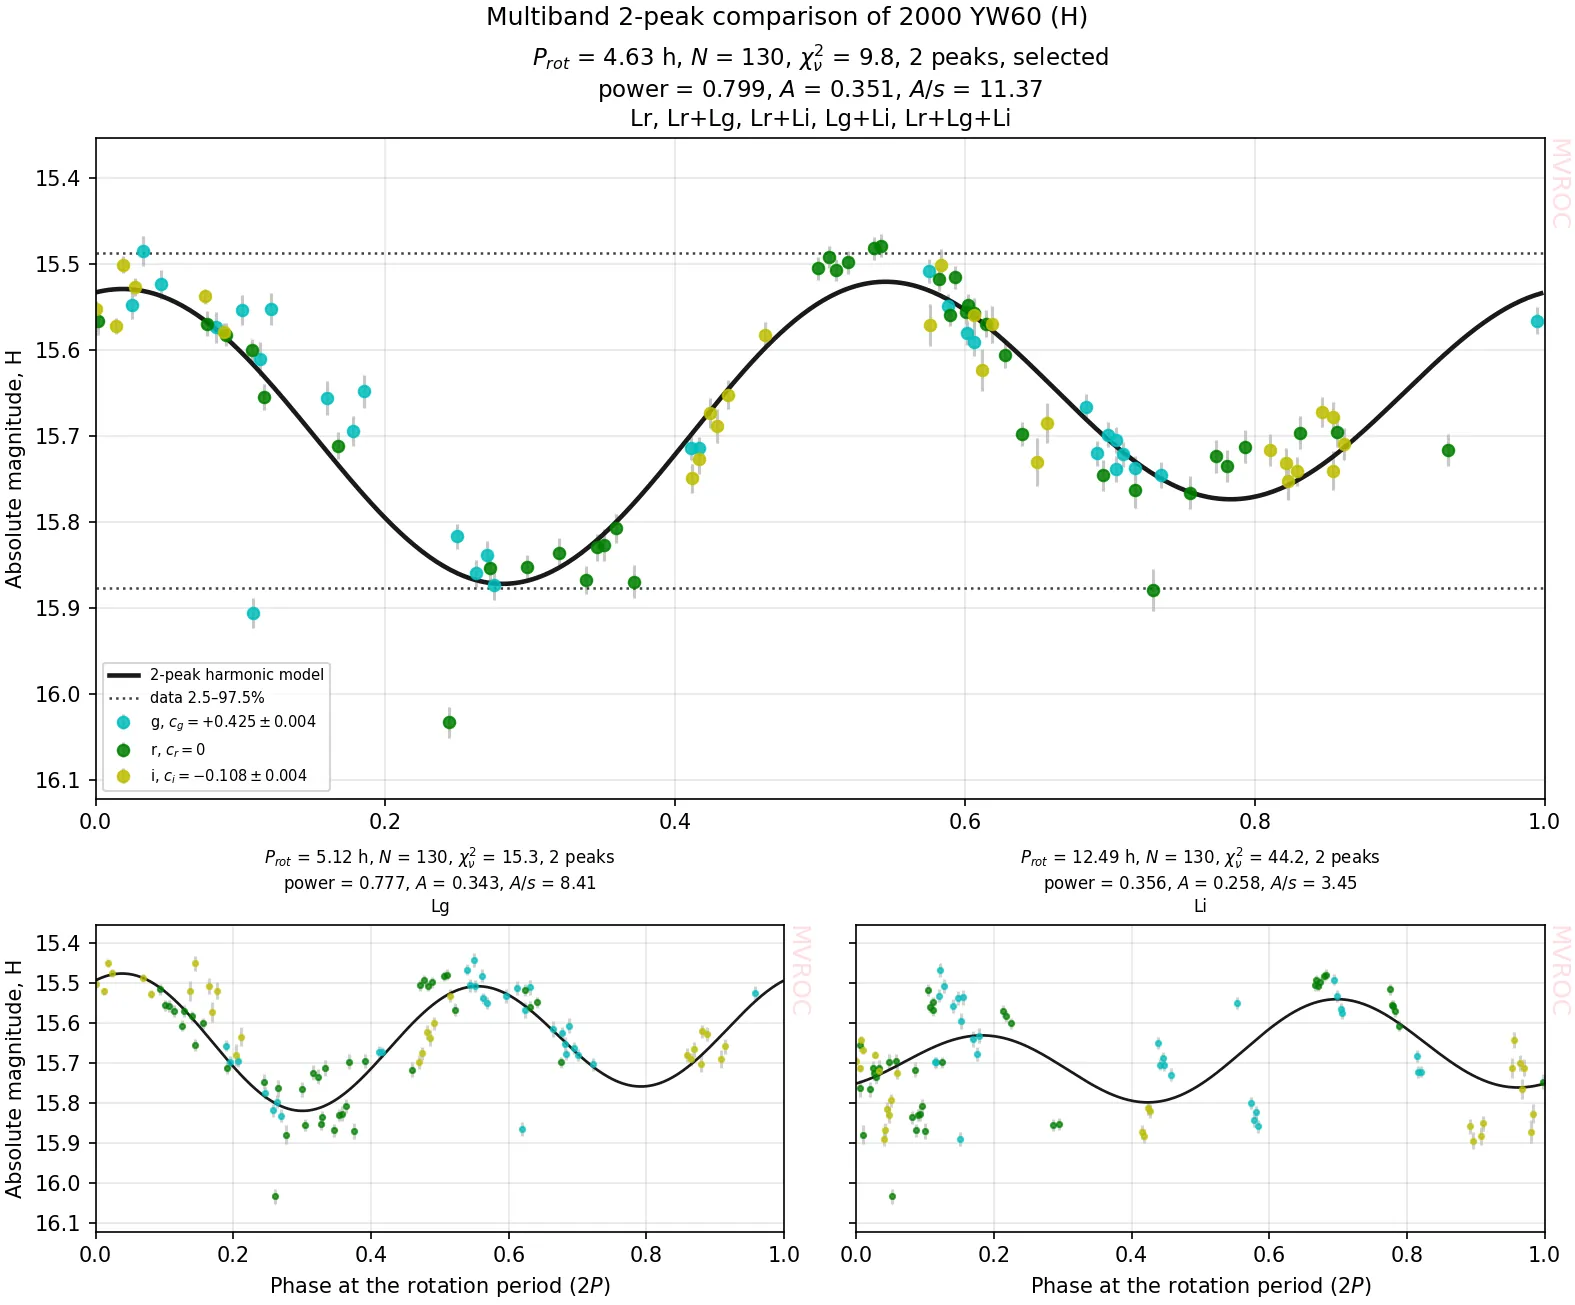 Multiband 2-peak comparison of 2000 YW60 (H)
P_rot = 4.63 h, N = 130, χ²_ν = 9.8, 2 peaks, selected
power = 0.799, A = 0.351, A/s = 11.37
Lr, Lr+Lg, Lr+Li, Lg+Li, Lr+Lg+Li
MVROC
Absolute magnitude, H
15.4
15.5
15.6
15.7
15.8
15.9
16.0
16.1
2-peak harmonic model
data 2.5–97.5%
g, c_g = +0.425 ± 0.004
r, c_r = 0
i, c_i = −0.108 ± 0.004
0.0 0.2 0.4 0.6 0.8 1.0
P_rot = 5.12 h, N = 130, χ²_ν = 15.3, 2 peaks
power = 0.777, A = 0.343, A/s = 8.41
Lg
MVROC
Absolute magnitude, H
15.4
15.5
15.6
15.7
15.8
15.9
16.0
16.1
0.0 0.2 0.4 0.6 0.8 1.0
Phase at the rotation period (2P)
P_rot = 12.49 h, N = 130, χ²_ν = 44.2, 2 peaks
power = 0.356, A = 0.258, A/s = 3.45
Li
MVROC
0.0 0.2 0.4 0.6 0.8 1.0
Phase at the rotation period (2P)